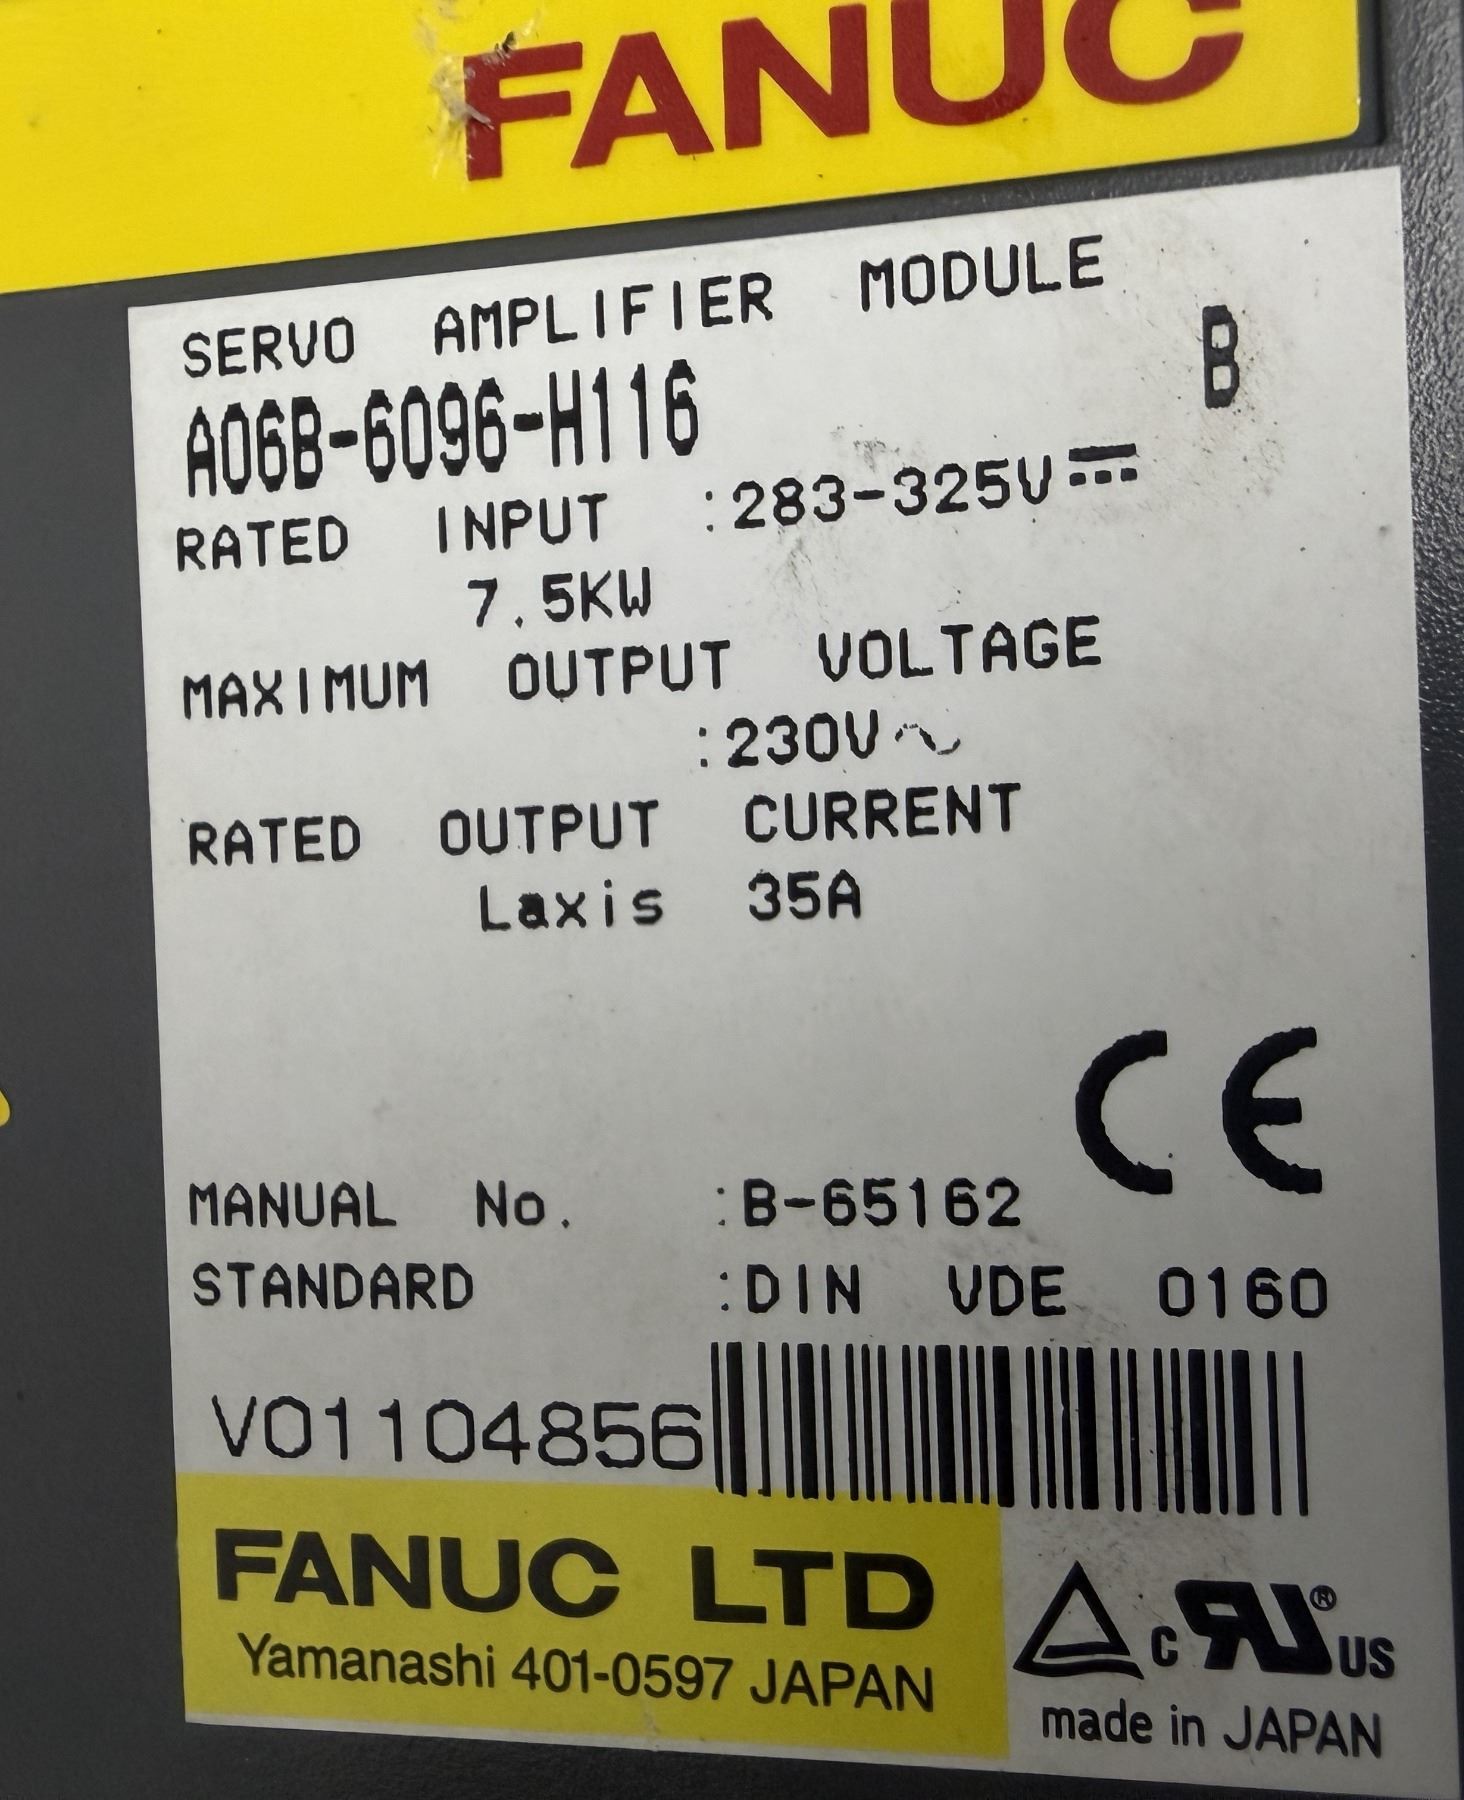 FANUC
SERVO AMPLIFIER MODULE
A06B-6096-H116 B
RATED INPUT :283-325V⎓
7.5KW
MAXIMUM OUTPUT VOLTAGE
:230V~
RATED OUTPUT CURRENT
Laxis 35A
CE
MANUAL No. :B-65162
STANDARD :DIN VDE 0160
V01104856
FANUC LTD
Yamanashi 401-0597 JAPAN
c RU® US
made in JAPAN